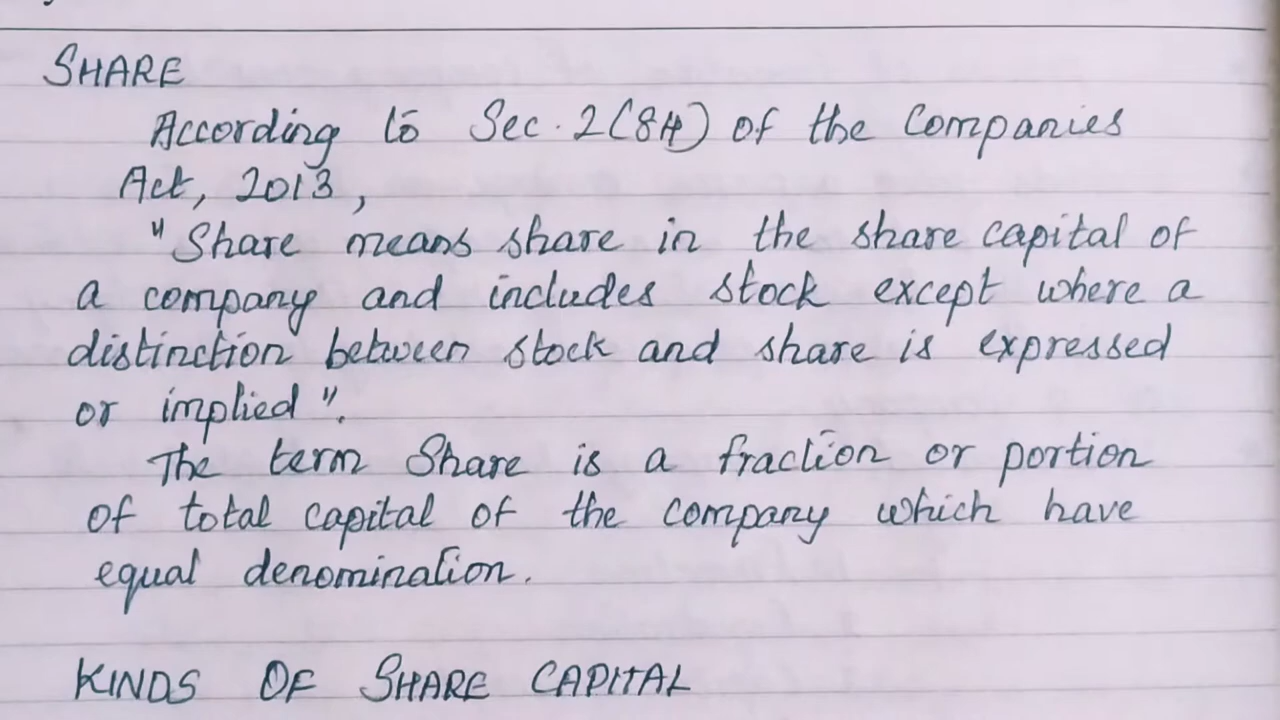 SHARE
According to Sec. 2(84) of the Companies
Act, 2013,
"Share means share in the share capital of
a company and includes stock except where a
distinction between stock and share is expressed
or implied".
The term Share is a fraction or portion
of total capital of the company which have
equal denomination.
KINDS OF SHARE CAPITAL